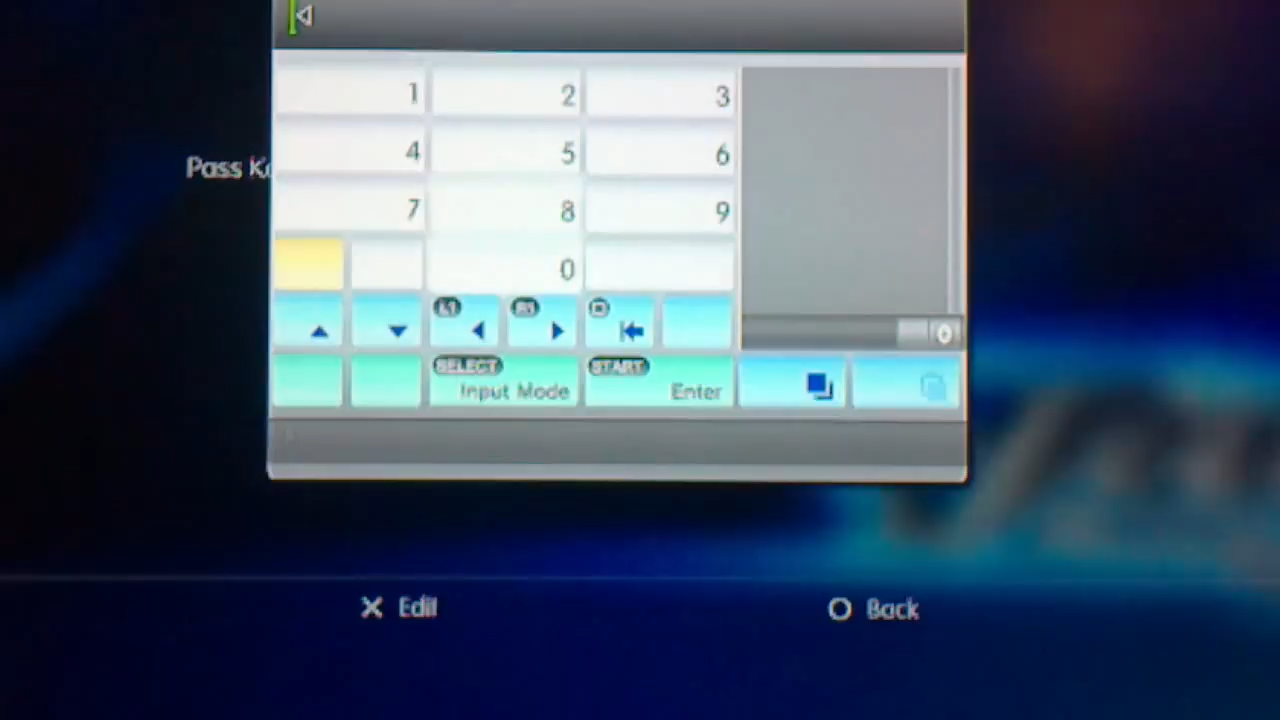 1 2 3
Pass
4 5 6
7 8 9
0
L1 R1
SELECT START
Input Mode Enter
Edit Back